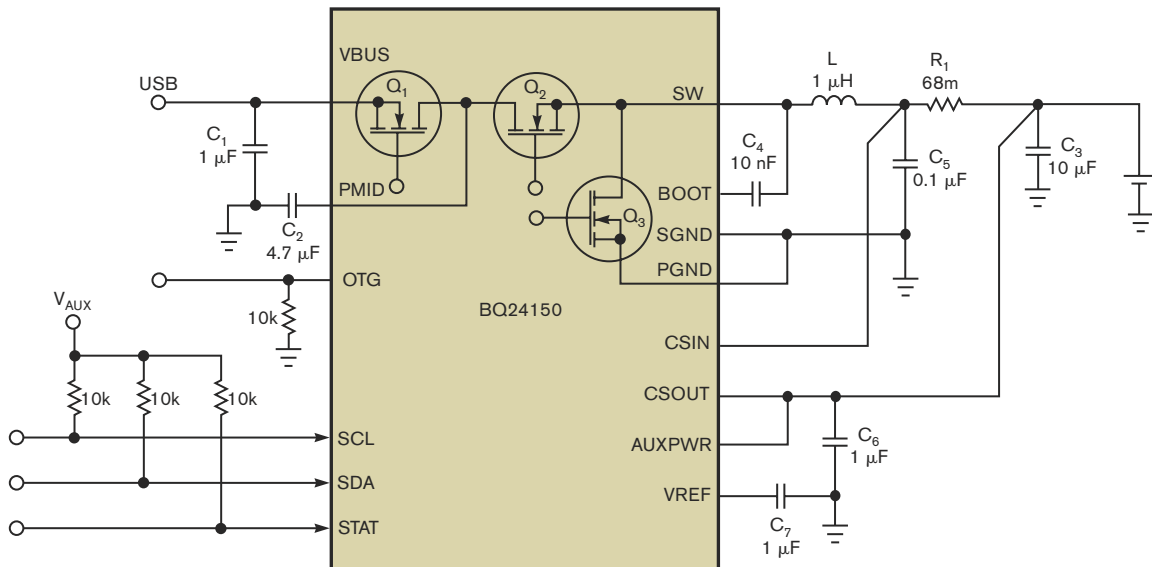 VBUS
USB
Q₁
Q₂
SW
L
1 µH
R₁
68m
C₁
1 µF
C₄
10 nF
C₅
0.1 µF
C₃
10 µF
PMID
BOOT
C₂
4.7 µF
Q₃
SGND
PGND
OTG
V_AUX
10k
BQ24150
CSIN
10k
10k
10k
CSOUT
SCL
AUXPWR
C₆
1 µF
SDA
VREF
STAT
C₇
1 µF